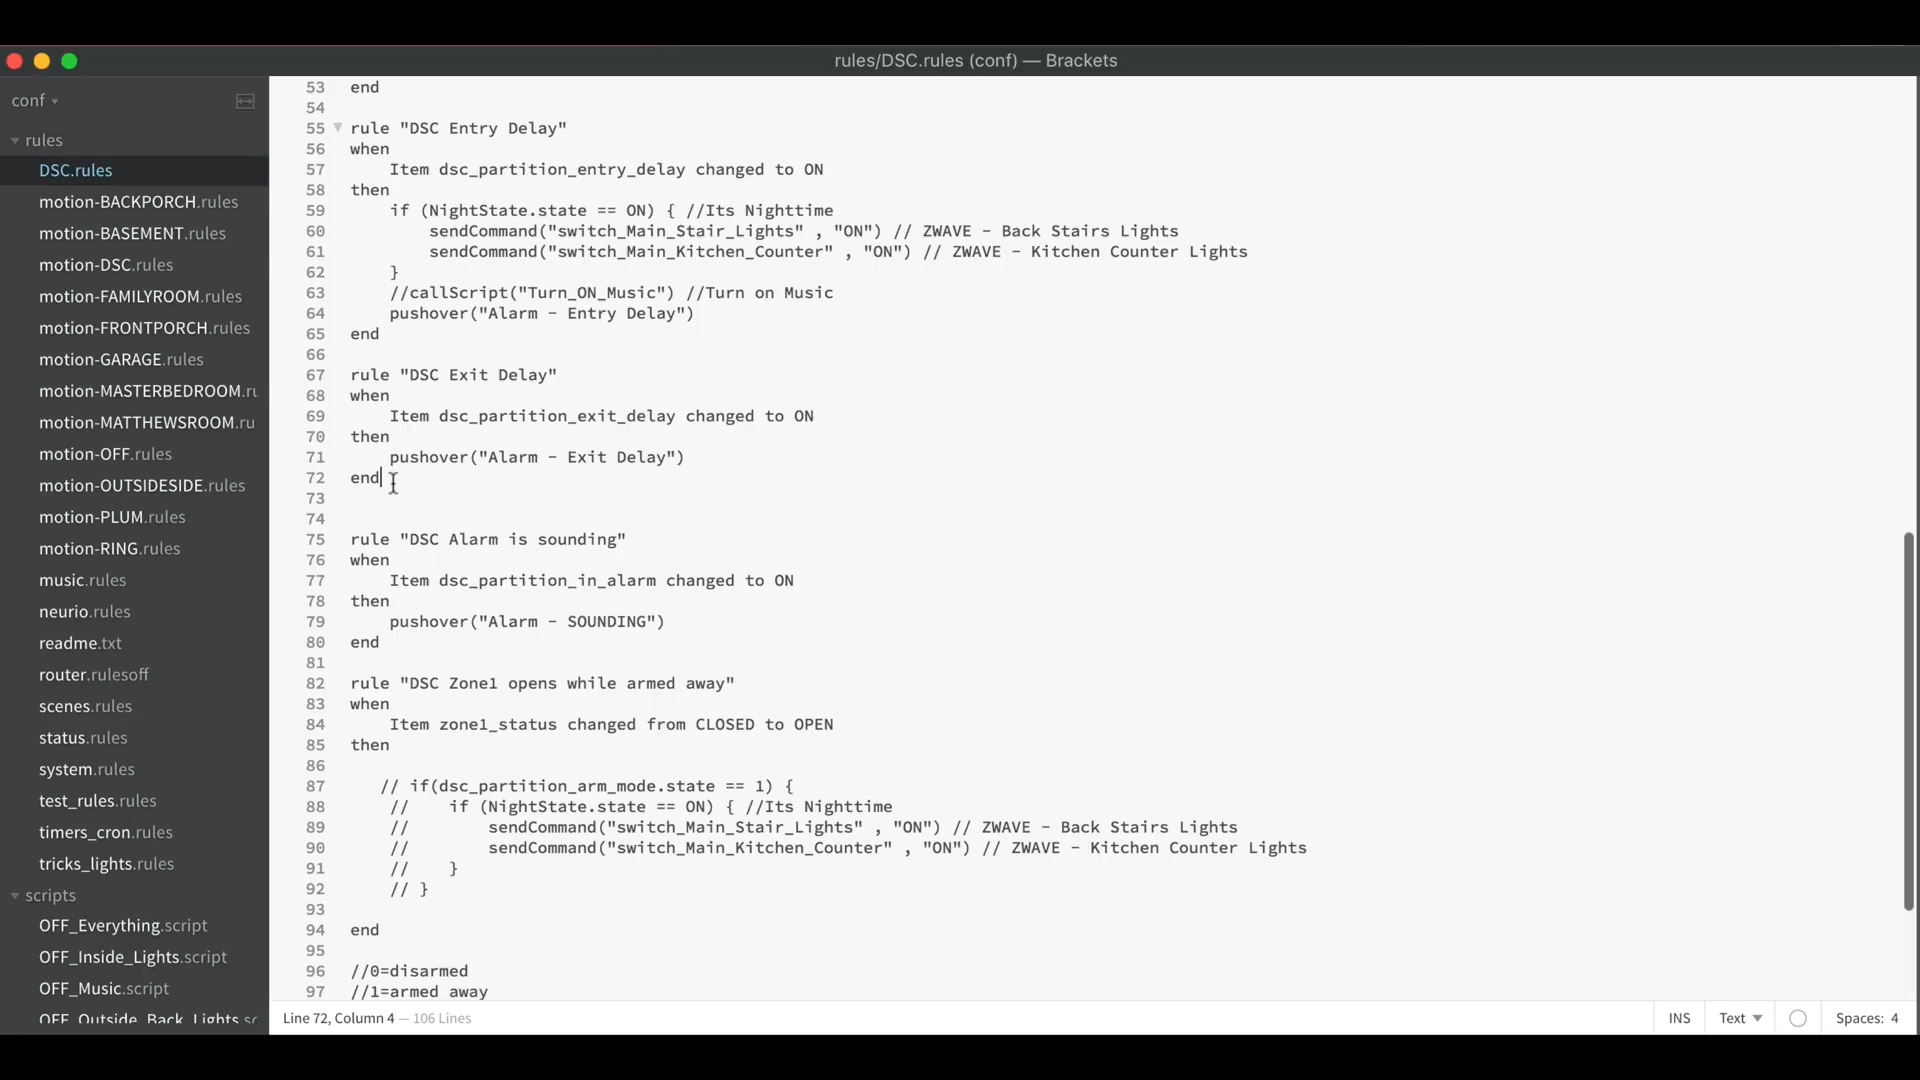 rules/DSC.rules (conf) — Brackets
conf
rules
DSC.rules
motion-BACKPORCH.rules
motion-BASEMENT.rules
motion-DSC.rules
motion-FAMILYROOM.rules
motion-FRONTPORCH.rules
motion-GARAGE.rules
motion-MASTERBEDROOM.ru
motion-MATTHEWSROOM.ru
motion-OFF.rules
motion-OUTSIDESIDE.rules
motion-PLUM.rules
motion-RING.rules
music.rules
neurio.rules
readme.txt
router.rulesoff
scenes.rules
status.rules
system.rules
test_rules.rules
timers_cron.rules
tricks_lights.rules
scripts
OFF_Everything.script
OFF_Inside_Lights.script
OFF_Music.script
OFF_Outside_Back_Lights.sc
53 end
54
55 rule "DSC Entry Delay"
56 when
57     Item dsc_partition_entry_delay changed to ON
58 then
59     if (NightState.state == ON) { //Its Nighttime
60         sendCommand("switch_Main_Stair_Lights" , "ON") // ZWAVE - Back Stairs Lights
61         sendCommand("switch_Main_Kitchen_Counter" , "ON") // ZWAVE - Kitchen Counter Lights
62     }
63     //callScript("Turn_ON_Music") //Turn on Music
64     pushover("Alarm - Entry Delay")
65 end
66
67 rule "DSC Exit Delay"
68 when
69     Item dsc_partition_exit_delay changed to ON
70 then
71     pushover("Alarm - Exit Delay")
72 end
73
74
75 rule "DSC Alarm is sounding"
76 when
77     Item dsc_partition_in_alarm changed to ON
78 then
79     pushover("Alarm - SOUNDING")
80 end
81
82 rule "DSC Zone1 opens while armed away"
83 when
84     Item zone1_status changed from CLOSED to OPEN
85 then
86
87    // if(dsc_partition_arm_mode.state == 1) {
88     //    if (NightState.state == ON) { //Its Nighttime
89     //        sendCommand("switch_Main_Stair_Lights" , "ON") // ZWAVE - Back Stairs Lights
90     //        sendCommand("switch_Main_Kitchen_Counter" , "ON") // ZWAVE - Kitchen Counter Lights
91     //    }
92     // }
93
94 end
95
96 //0=disarmed
97 //1=armed away
Line 72, Column 4 — 106 Lines
INS
Text
Spaces: 4